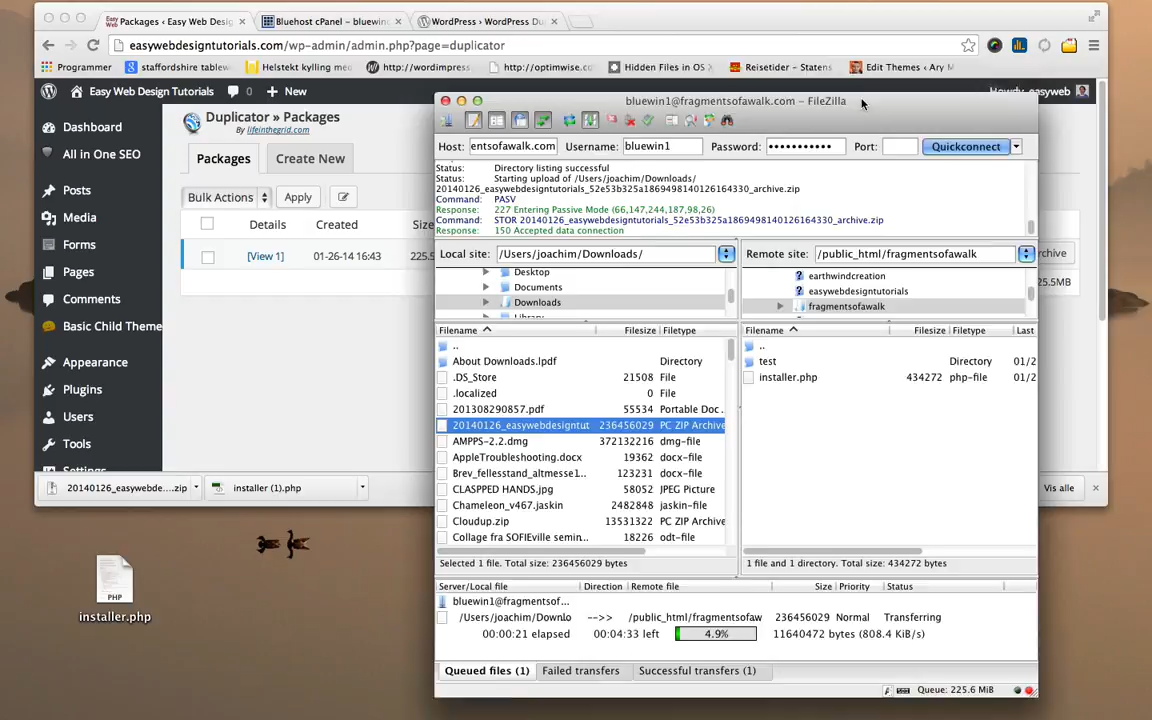 Packages ‹ Easy Web Desig
Bluehost cPanel – bluewin
WordPress › WordPress Du
easywebdesigntutorials.com/wp-admin/admin.php?page=duplicator
Programmer
staffordshire tablew
Helstekt kylling me
http://wordimpress
http://optimwise.c
Hidden Files in OS
Reisetider – Statens
Edit Themes ‹ Ary M
Easy Web Design Tutorials 0 + New
Howdy, easyweb
Dashboard
All in One SEO
Posts
Media
Forms
Pages
Comments
Basic Child Theme
Appearance
Plugins
Users
Tools
Settings
Duplicator » Packages
By lifeinthegrid.com
Packages Create New
Bulk Actions Apply
Details Created Size
[View 1] 01-26-14 16:43 225.5
Archive
25.5MB
20140126_easywebde....zip
installer (1).php
Vis alle
PHP
installer.php
bluewin1@fragmentsofawalk.com – FileZilla
Host: entsofawalk.com Username: bluewin1 Password: ••••••••••• Port: Quickconnect
Status: Directory listing successful
Status: Starting upload of /Users/joachim/Downloads/
20140126_easywebdesigntutorials_52e53b325a1869498140126164330_archive.zip
Command: PASV
Response: 227 Entering Passive Mode (66,147,244,187,98,26)
Command: STOR 20140126_easywebdesigntutorials_52e53b325a1869498140126164330_archive.zip
Response: 150 Accepted data connection
Local site: /Users/joachim/Downloads/
Desktop
Documents
Downloads
Library
Remote site: /public_html/fragmentsofawalk
earthwindcreation
easywebdesigntutorials
fragmentsofawalk
Filename Filesize Filetype
..
About Downloads.lpdf Directory
.DS_Store 21508 File
.localized 0 File
201308290857.pdf 55534 Portable Doc..
20140126_easywebdesigntut 236456029 PC ZIP Archive
AMPPS-2.2.dmg 372132216 dmg-file
AppleTroubleshooting.docx 19362 docx-file
Brev_fellesstand_altmesse1... 123231 docx-file
CLASPPED HANDS.jpg 58052 JPEG Picture
Chameleon_v467.jaskin 2482848 jaskin-file
Cloudup.zip 13531322 PC ZIP Archive
Collage fra SOFIEville semin... 18226 odt-file
Selected 1 file. Total size: 236456029 bytes
Filename Filesize Filetype Last
..
test Directory 01/2
installer.php 434272 php-file 01/2
1 file and 1 directory. Total size: 434272 bytes
Server/Local file Direction Remote file Size Priority Status
bluewin1@fragmentsof...
/Users/joachim/Downlo -->> /public_html/fragmentsofaw 236456029 Normal Transferring
00:00:21 elapsed 00:04:33 left 4.9% 11640472 bytes (808.4 KiB/s)
Queued files (1) Failed transfers Successful transfers (1)
Queue: 225.6 MiB